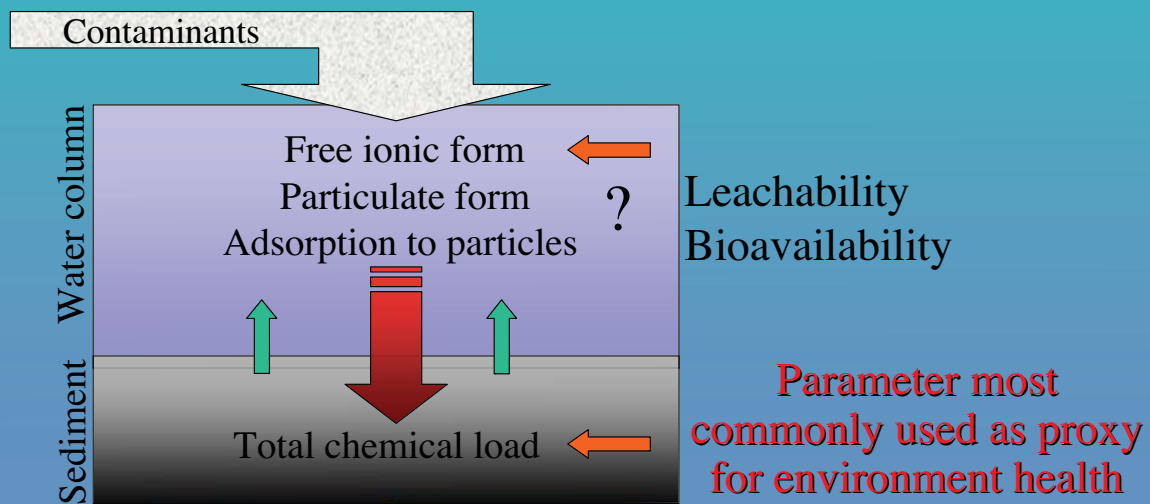 Contaminants
Water column
Free ionic form
Particulate form
Adsorption to particles
?
Leachability
Bioavailability
Sediment
Total chemical load
Parameter most
commonly used as proxy
for environment health